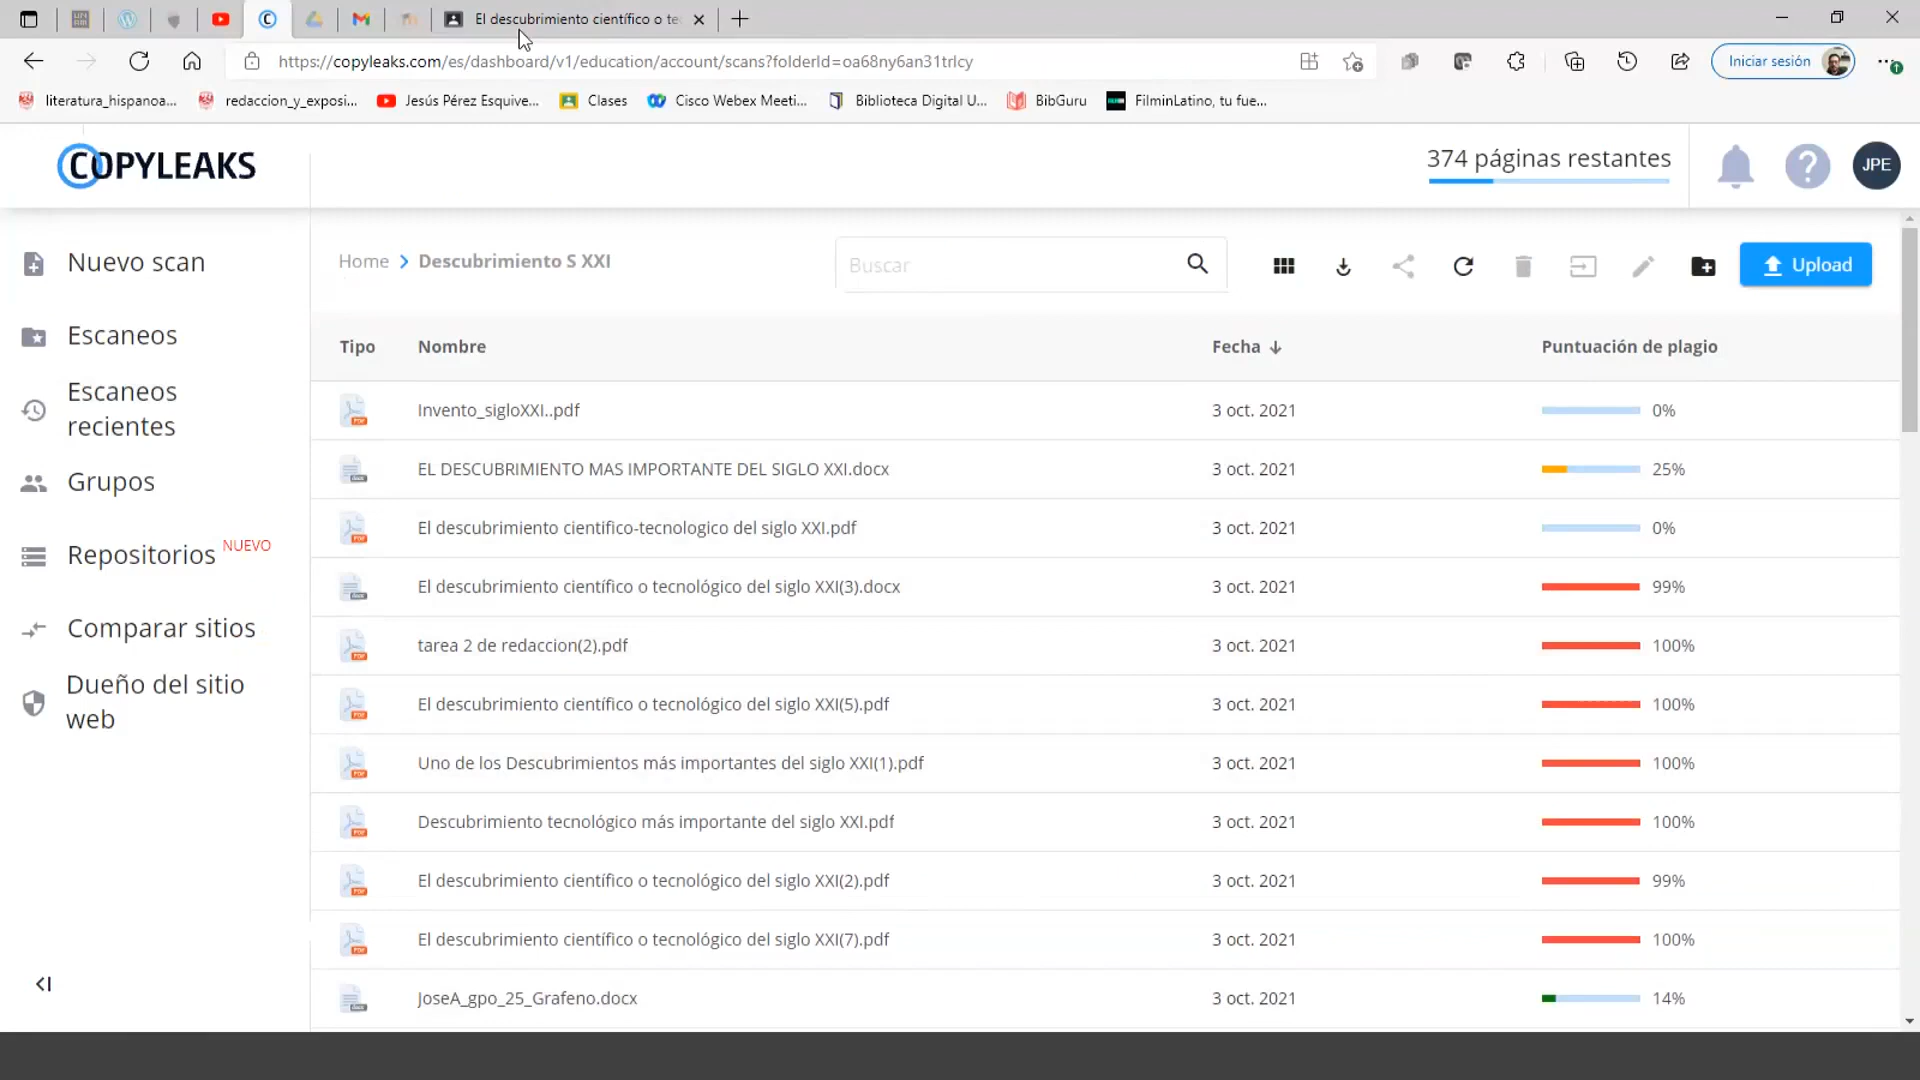 El descubrimiento científico o te
https://copyleaks.com/es/dashboard/v1/education/account/scans?folderId=oa68ny6an31trlcy
Iniciar sesión
literatura_hispanoa...
redaccion_y_exposi...
Jesús Pérez Esquive...
Clases
Cisco Webex Meeti...
Biblioteca Digital U...
BibGuru
FilminLatino, tu fue...
COPYLEAKS
374 páginas restantes
JPE
Nuevo scan
Escaneos
Escaneos
recientes
Grupos
Repositorios NUEVO
Comparar sitios
Dueño del sitio
web
Home > Descubrimiento S XXI
Buscar
Upload
Tipo Nombre Fecha Puntuación de plagio
Invento_sigloXXI..pdf 3 oct. 2021 0%
EL DESCUBRIMIENTO MAS IMPORTANTE DEL SIGLO XXI.docx 3 oct. 2021 25%
El descubrimiento cientifico-tecnologico del siglo XXI.pdf 3 oct. 2021 0%
El descubrimiento científico o tecnológico del siglo XXI(3).docx 3 oct. 2021 99%
tarea 2 de redaccion(2).pdf 3 oct. 2021 100%
El descubrimiento científico o tecnológico del siglo XXI(5).pdf 3 oct. 2021 100%
Uno de los Descubrimientos más importantes del siglo XXI(1).pdf 3 oct. 2021 100%
Descubrimiento tecnológico más importante del siglo XXI.pdf 3 oct. 2021 100%
El descubrimiento científico o tecnológico del siglo XXI(2).pdf 3 oct. 2021 99%
El descubrimiento científico o tecnológico del siglo XXI(7).pdf 3 oct. 2021 100%
JoseA_gpo_25_Grafeno.docx 3 oct. 2021 14%